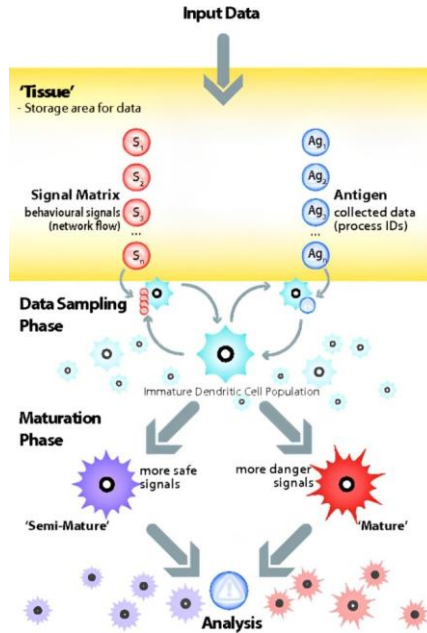 Input Data
'Tissue'
- Storage area for data
S1
S2
S3
...
Sn
Signal Matrix
behavioural signals
(network flow)
Ag1
Ag2
Ag3
...
Agn
Antigen
collected data
(process IDs)
Data Sampling
Phase
Immature Dendritic Cell Population
Maturation
Phase
more safe
signals
more danger
signals
'Semi-Mature'
'Mature'
Analysis